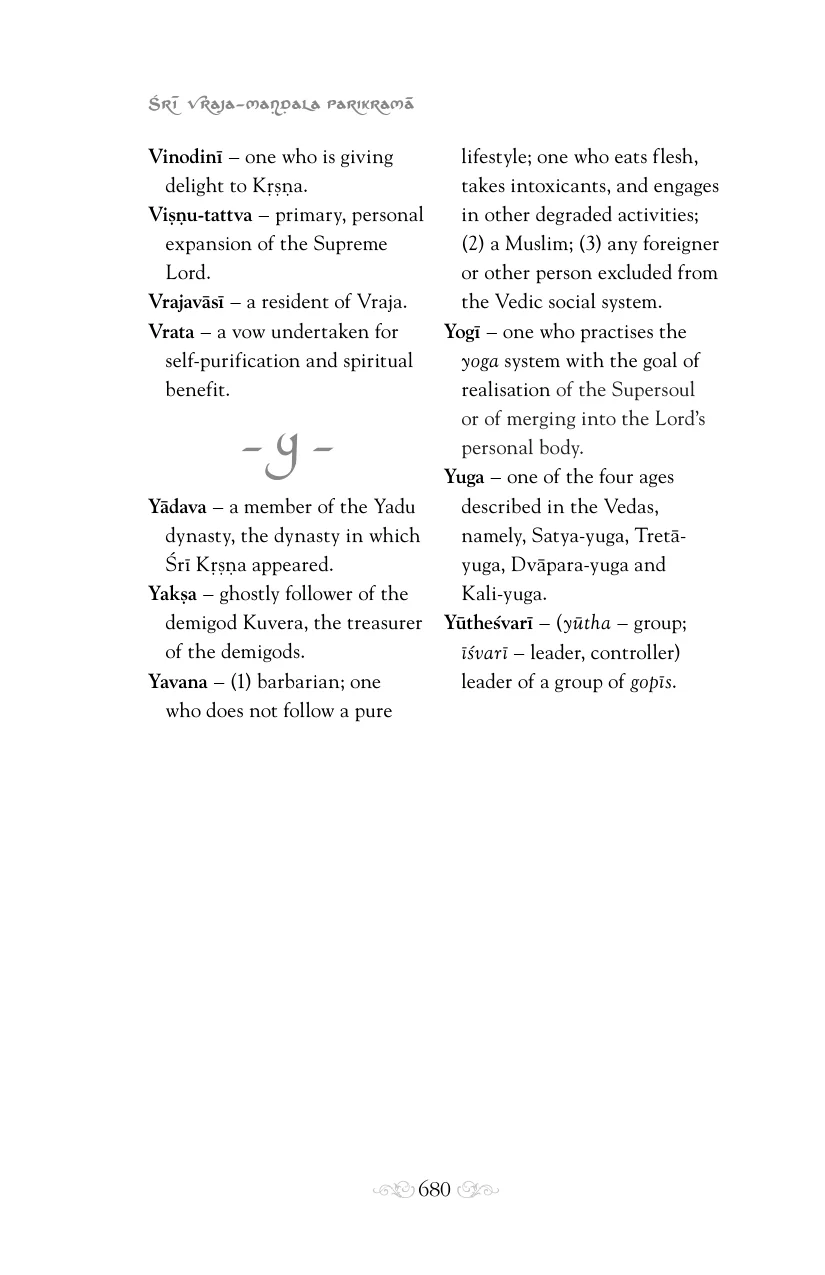 Śrī Vraja-maṇḍala Parikramā
Vinodinī – one who is giving
delight to Kṛṣṇa.
Viṣṇu-tattva – primary, personal
expansion of the Supreme
Lord.
Vrajavāsī – a resident of Vraja.
Vrata – a vow undertaken for
self-purification and spiritual
benefit.
- y -
Yādava – a member of the Yadu
dynasty, the dynasty in which
Śrī Kṛṣṇa appeared.
Yakṣa – ghostly follower of the
demigod Kuvera, the treasurer
of the demigods.
Yavana – (1) barbarian; one
who does not follow a pure
lifestyle; one who eats flesh,
takes intoxicants, and engages
in other degraded activities;
(2) a Muslim; (3) any foreigner
or other person excluded from
the Vedic social system.
Yogī – one who practises the
yoga system with the goal of
realisation of the Supersoul
or of merging into the Lord’s
personal body.
Yuga – one of the four ages
described in the Vedas,
namely, Satya-yuga, Tretā-
yuga, Dvāpara-yuga and
Kali-yuga.
Yūtheśvarī – (yūtha – group;
īśvarī – leader, controller)
leader of a group of gopīs.
680